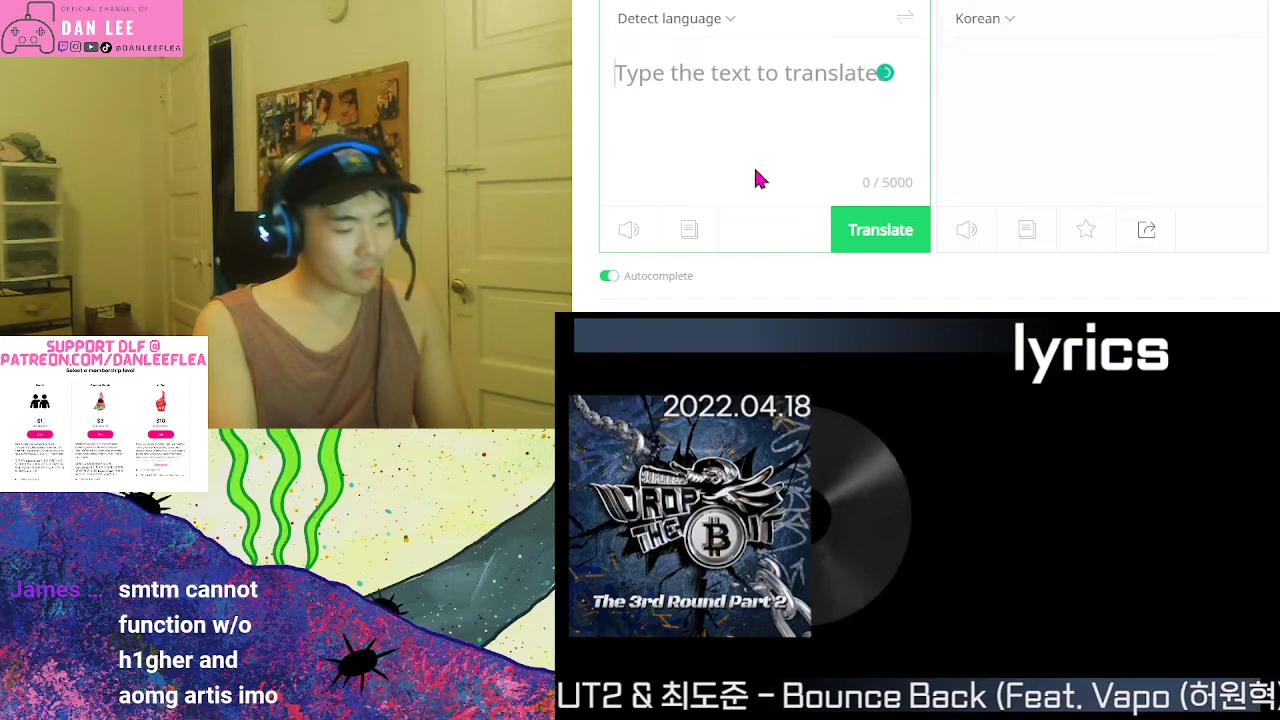 OFFICIAL CHANNEL OF
DAN LEE
@DANLEEFLEA
Detect language
Korean
Type the text to translate
0 / 5000
Translate
Autocomplete
SUPPORT DLF @
PATREON.COM/DANLEEFLEA
Select a membership level
$1
$5
$10
lyrics
2022.04.18
DROP
THE BIT
The 3rd Round Part 2
James ... smtm cannot
function w/o
h1gher and
aomg artis imo
UT2 & 최도준 - Bounce Back (Feat. Vapo (허원혁)